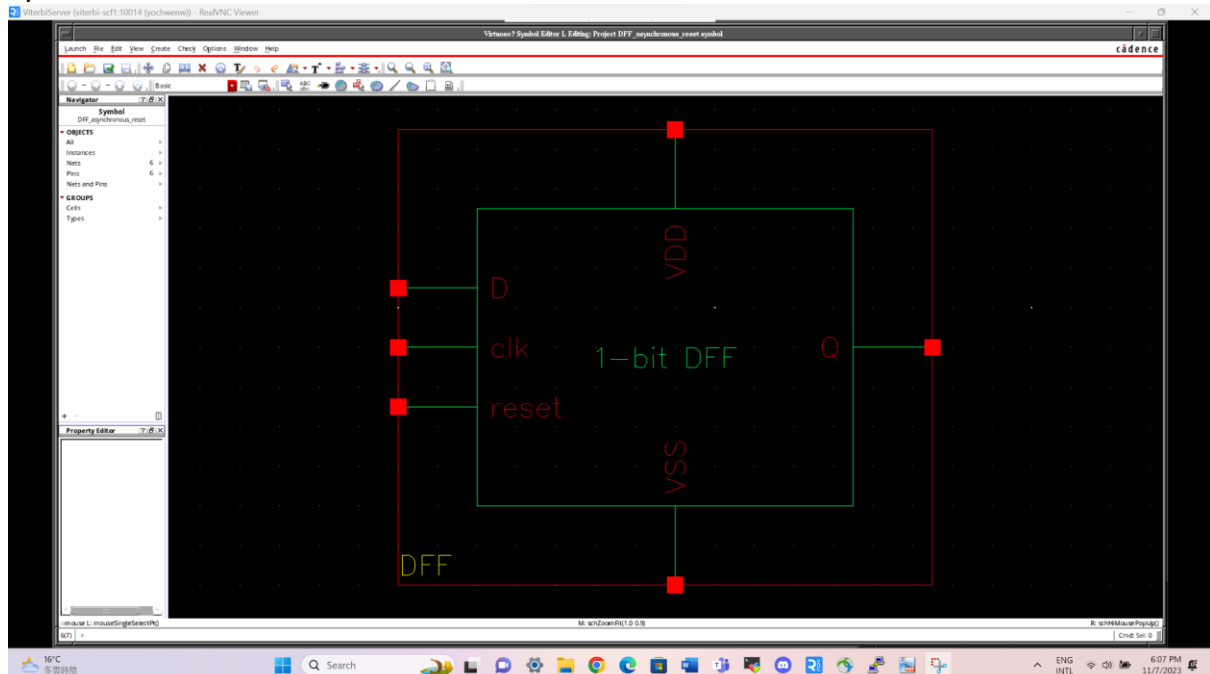 ViterbiServer (viterbi-scf1:10014 (yochwenwj)) - RealVNC Viewer
Virtuoso? Symbol Editor L Editing: Project DFF_asynchronous_reset symbol
Launch File Edit View Create Check Options Window Help
cādence
Basic
Navigator
Symbol
DFF_asynchronous_reset
OBJECTS
All
Instances
Nets 6
Pins 6
Nets and Pins
GROUPS
Cells
Types
Property Editor
VDD
D
clk
1-bit DFF
Q
reset
VSS
DFF
mouse L: mouseSingleSelectPt()
M: schZoomFit(1.0 0.9)
R: schHiMousePopUp()
6(7) >
Cmd: Sel: 0
16°C
Search
ENG
INTL
6:07 PM
11/7/2023